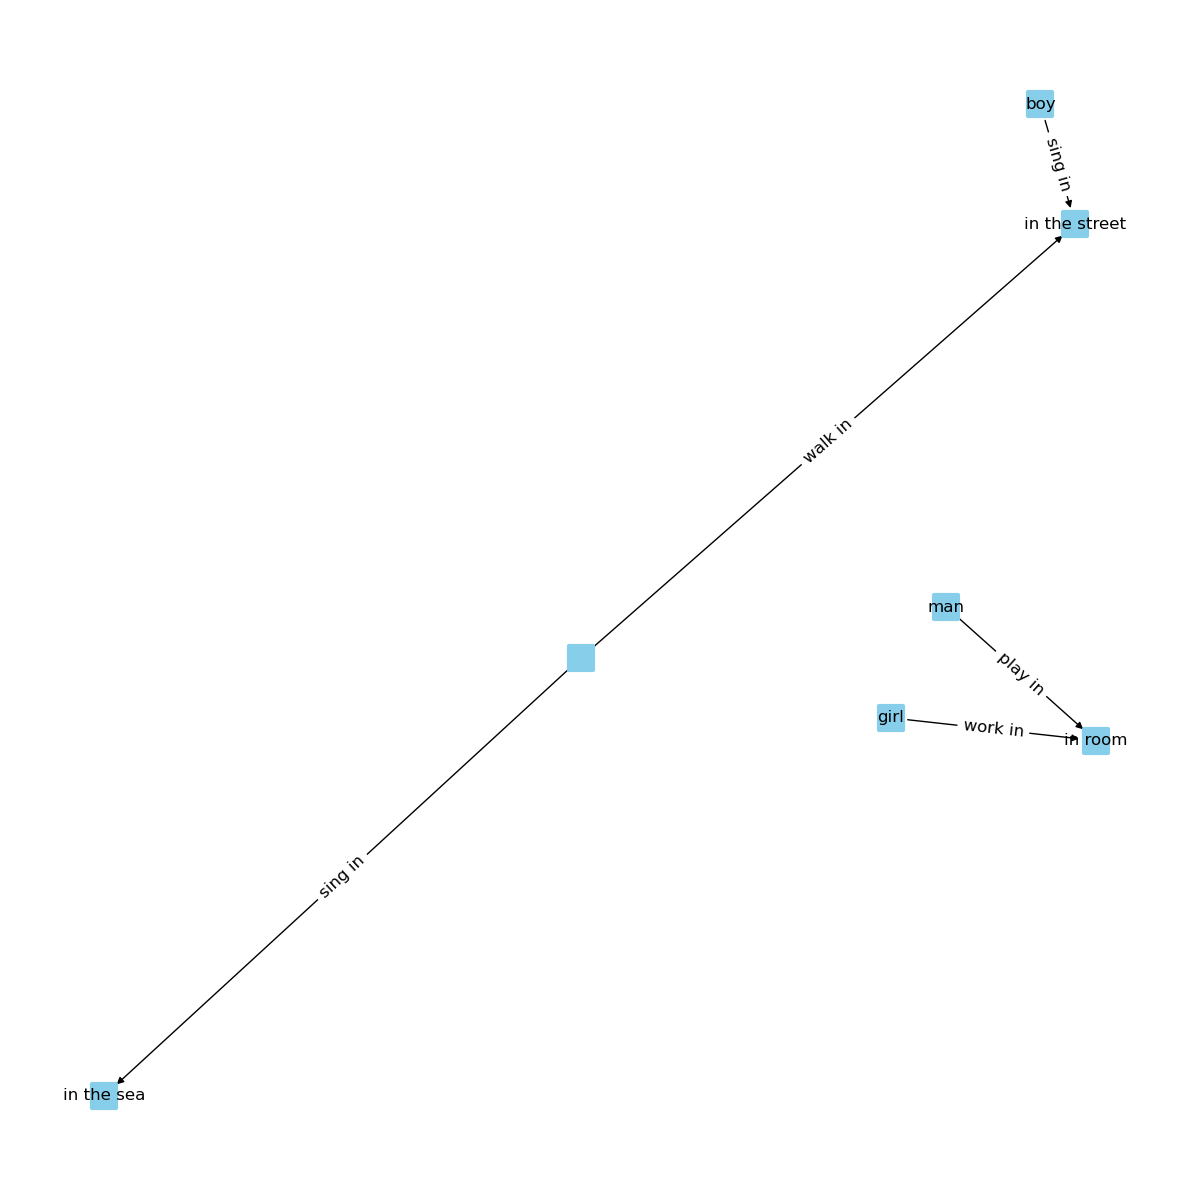 boy
sing in
in the street
walk in
man
play in
girl
work in
in room
sing in
in the sea